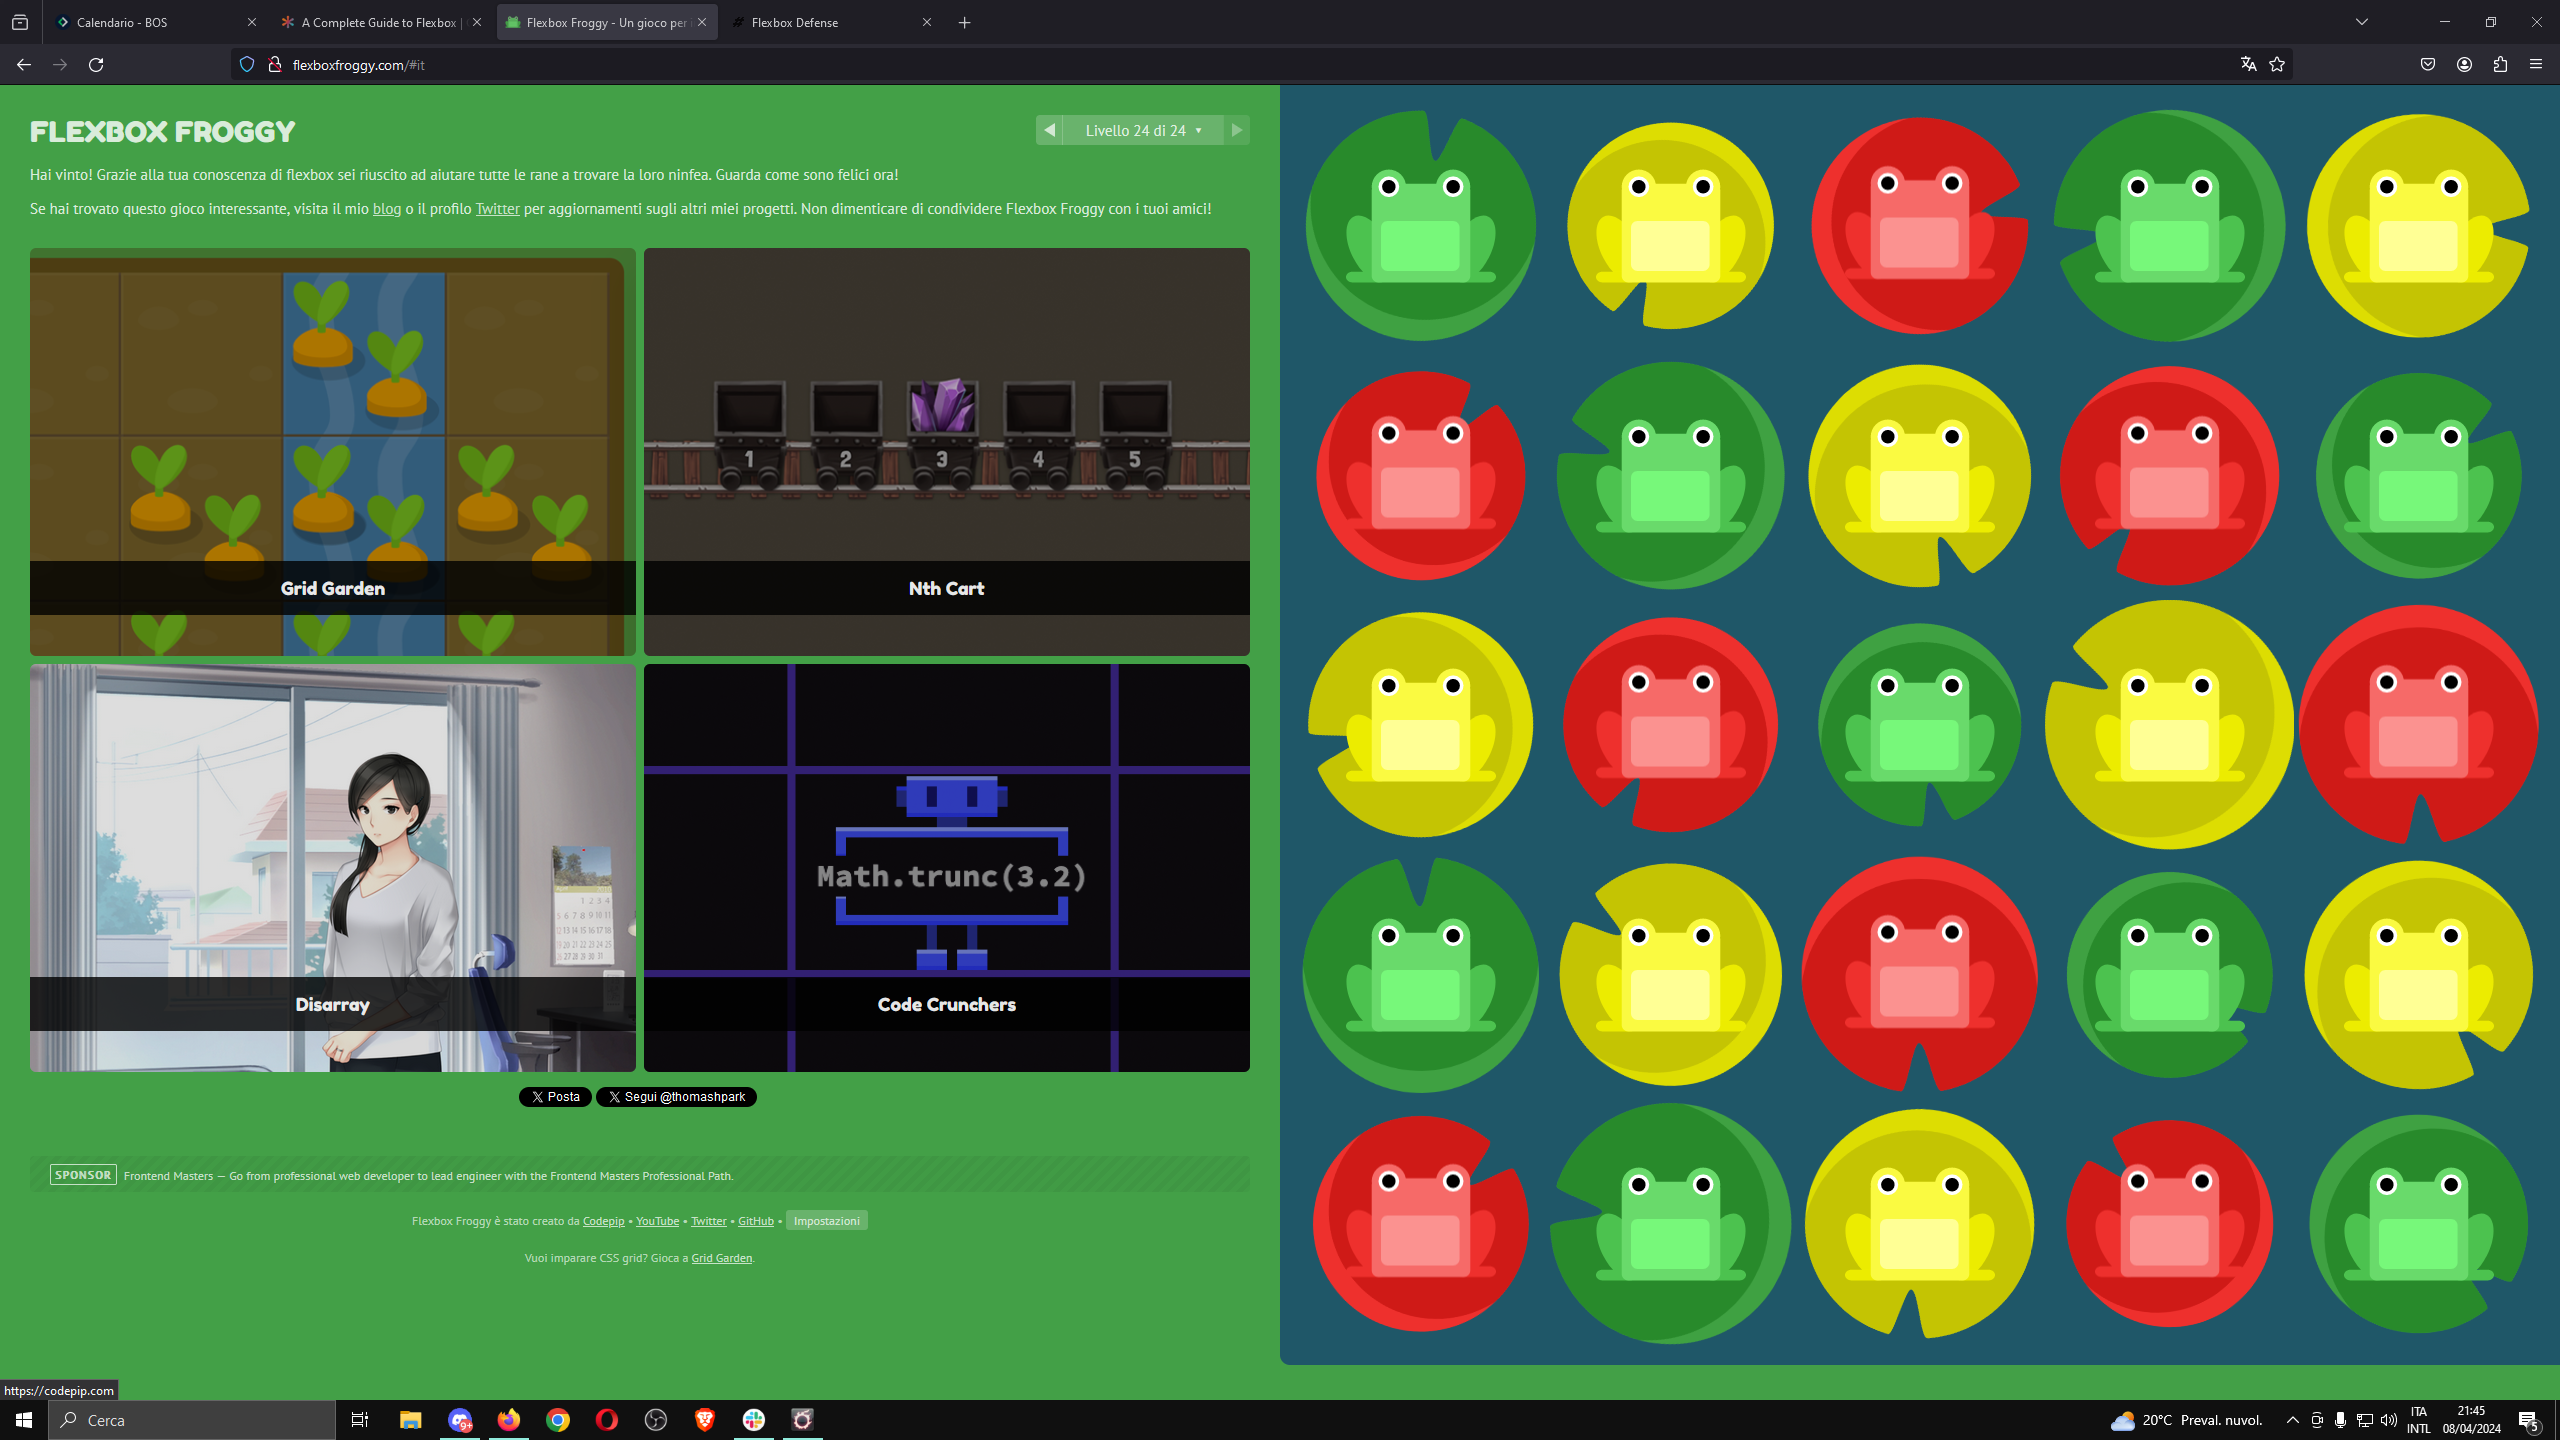 Calendario - BOS
A Complete Guide to Flexbox |
Flexbox Froggy - Un gioco per
Flexbox Defense
flexboxfroggy.com/#it
FLEXBOX FROGGY
Livello 24 di 24 ▼
Hai vinto! Grazie alla tua conoscenza di flexbox sei riuscito ad aiutare tutte le rane a trovare la loro ninfea. Guarda come sono felici ora!
Se hai trovato questo gioco interessante, visita il mio blog o il profilo Twitter per aggiornamenti sugli altri miei progetti. Non dimenticare di condividere Flexbox Froggy con i tuoi amici!
1 2 3 4 5
Grid Garden
Nth Cart
Math.trunc(3.2)
Disarray
Code Crunchers
Posta
Segui @thomashpark
SPONSOR Frontend Masters — Go from professional web developer to lead engineer with the Frontend Masters Professional Path.
Flexbox Froggy è stato creato da Codepip • YouTube • Twitter • GitHub • Impostazioni
Vuoi imparare CSS grid? Gioca a Grid Garden.
https://codepip.com
Cerca
9+
20°C Preval. nuvol.
ITA
INTL
21:45
08/04/2024
5